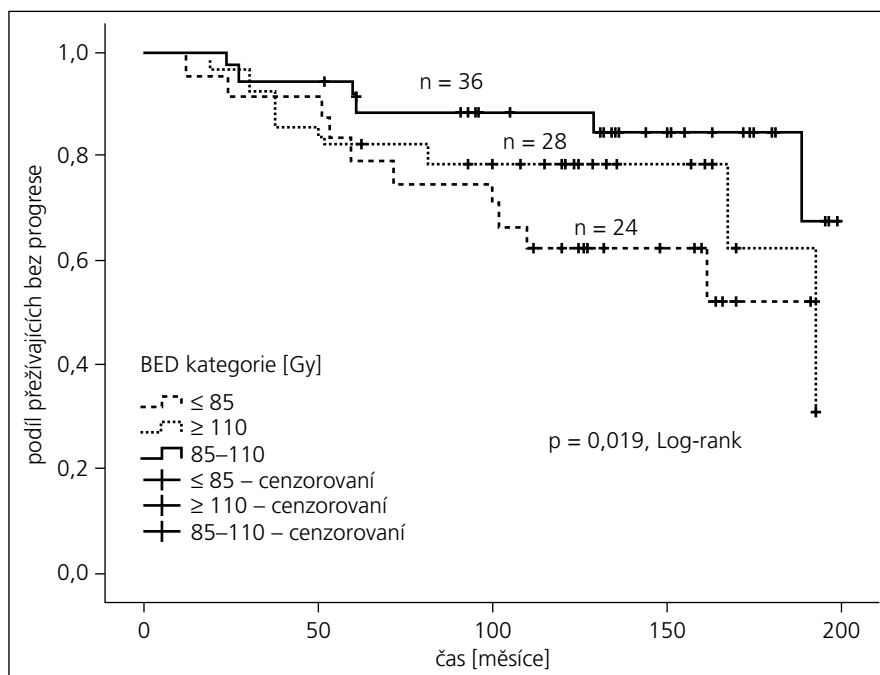 1,0
0,8
0,6
0,4
0,2
0,0
podíl přežívajících bez progrese
n = 36
n = 28
n = 24
BED kategorie [Gy]
≤ 85
≥ 110
85–110
≤ 85 – cenzorovaní
≥ 110 – cenzorovaní
85–110 – cenzorovaní
p = 0,019, Log-rank
0 50 100 150 200
čas [měsíce]